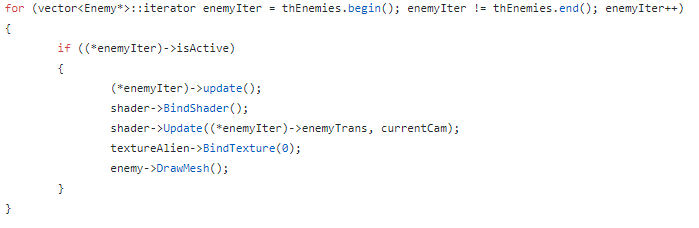 for (vector<Enemy*>::iterator enemyIter = thEnemies.begin(); enemyIter != thEnemies.end(); enemyIter++)
{
if ((*enemyIter)->isActive)
{
(*enemyIter)->update();
shader->BindShader();
shader->Update((*enemyIter)->enemyTrans, currentCam);
textureAlien->BindTexture(0);
enemy->DrawMesh();
}
}